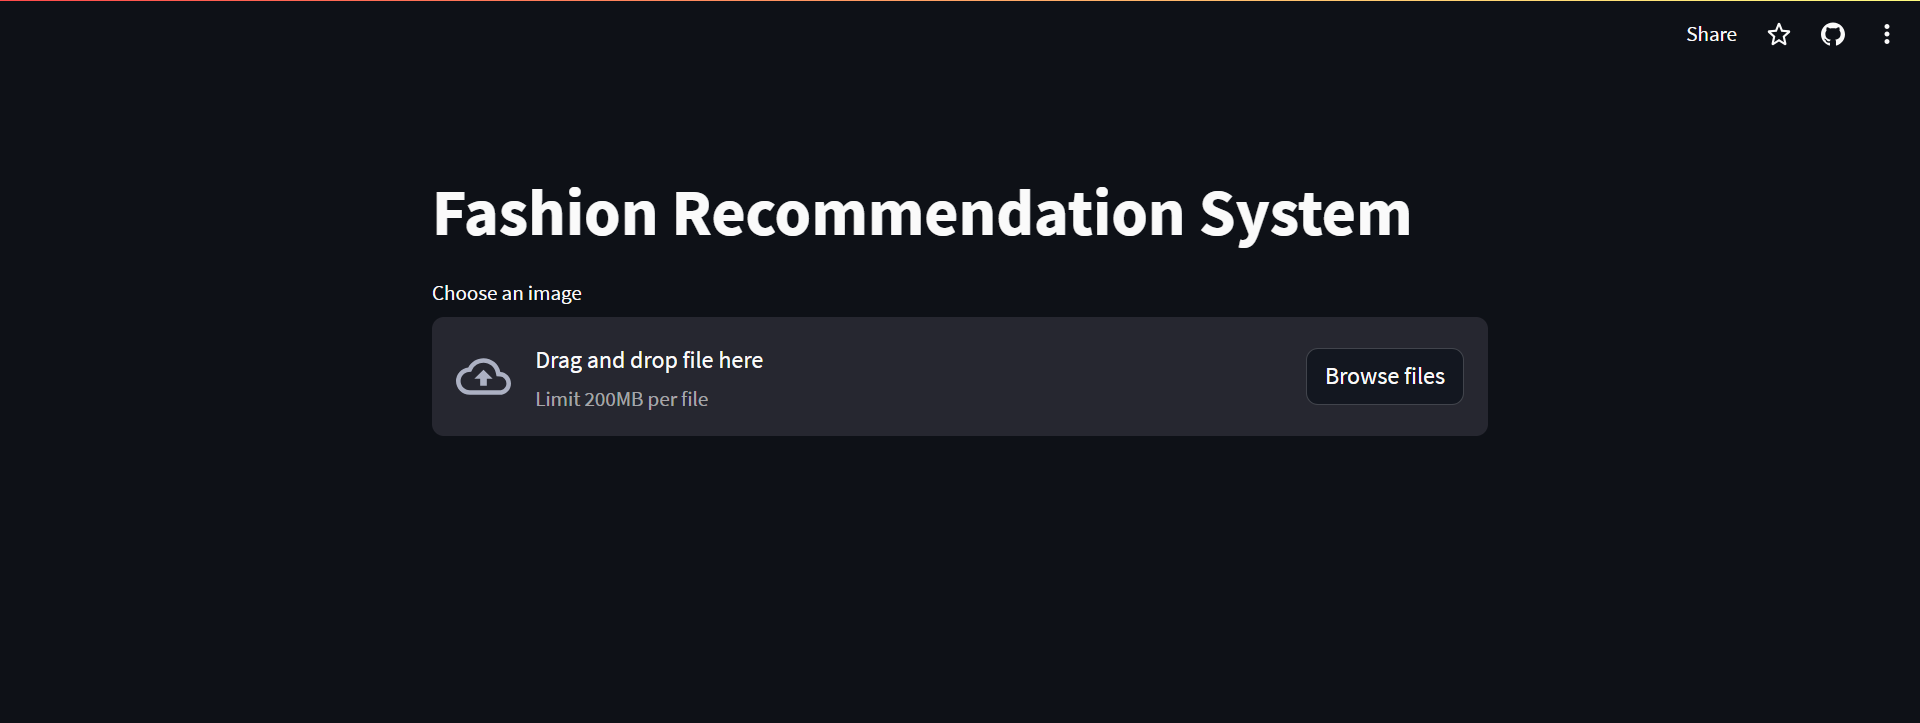 Share
Fashion Recommendation System
Choose an image
Drag and drop file here
Limit 200MB per file
Browse files